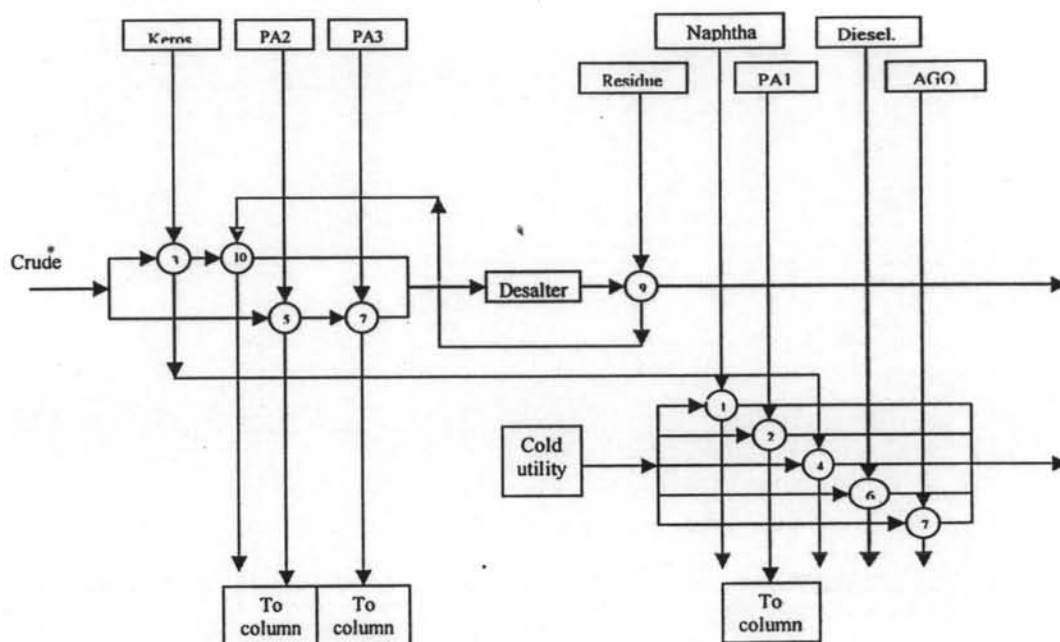 Keros
PA2
PA3
Naphtha
Diesel.
Residue
PA1
AGO
Crude
3
10
Desalter
9
5
7
1
2
Cold
utility
4
6
7
To
column
To
column
To
column